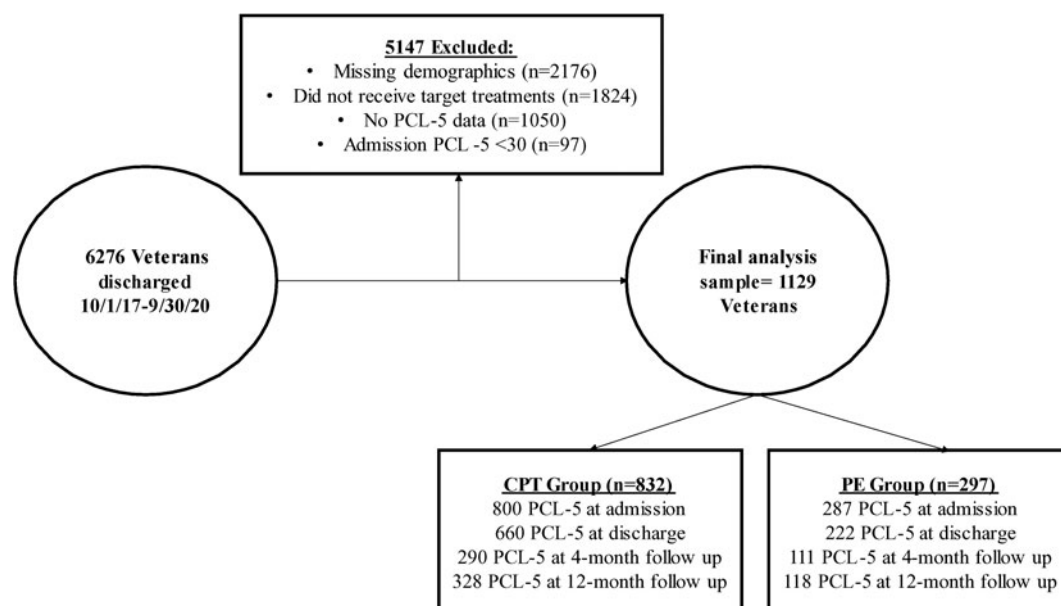 5147 Excluded:
• Missing demographics (n=2176)
• Did not receive target treatments (n=1824)
• No PCL-5 data (n=1050)
• Admission PCL -5 <30 (n=97)
6276 Veterans
discharged
10/1/17-9/30/20
Final analysis
sample= 1129
Veterans
CPT Group (n=832)
800 PCL-5 at admission
660 PCL-5 at discharge
290 PCL-5 at 4-month follow up
328 PCL-5 at 12-month follow up
PE Group (n=297)
287 PCL-5 at admission
222 PCL-5 at discharge
111 PCL-5 at 4-month follow up
118 PCL-5 at 12-month follow up